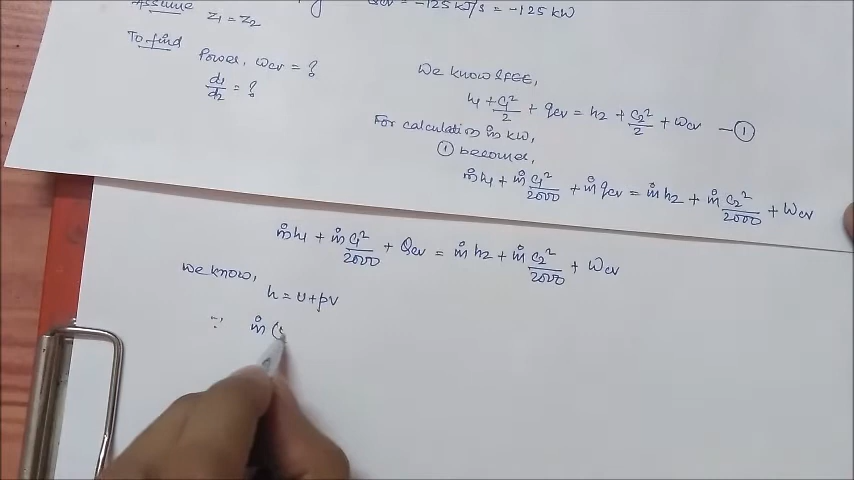 Assume
z₁ = z₂
= -125 kJ/s = -125 kW
To find
Power, Wcv = ?
d₁/d₂ = ?
We know SFEE,
h₁ + C₁²/2 + qcv = h₂ + C₂²/2 + wcv — ①
For calculation in kW,
① becomes,
ṁh₁ + ṁ C₁²/2000 + ṁ qcv = ṁ h₂ + ṁ C₂²/2000 + Wcv
ṁh₁ + ṁ C₁²/2000 + Qcv = ṁ h₂ + ṁ C₂²/2000 + Wcv
We know,
h = u + pv
∵ ṁ (